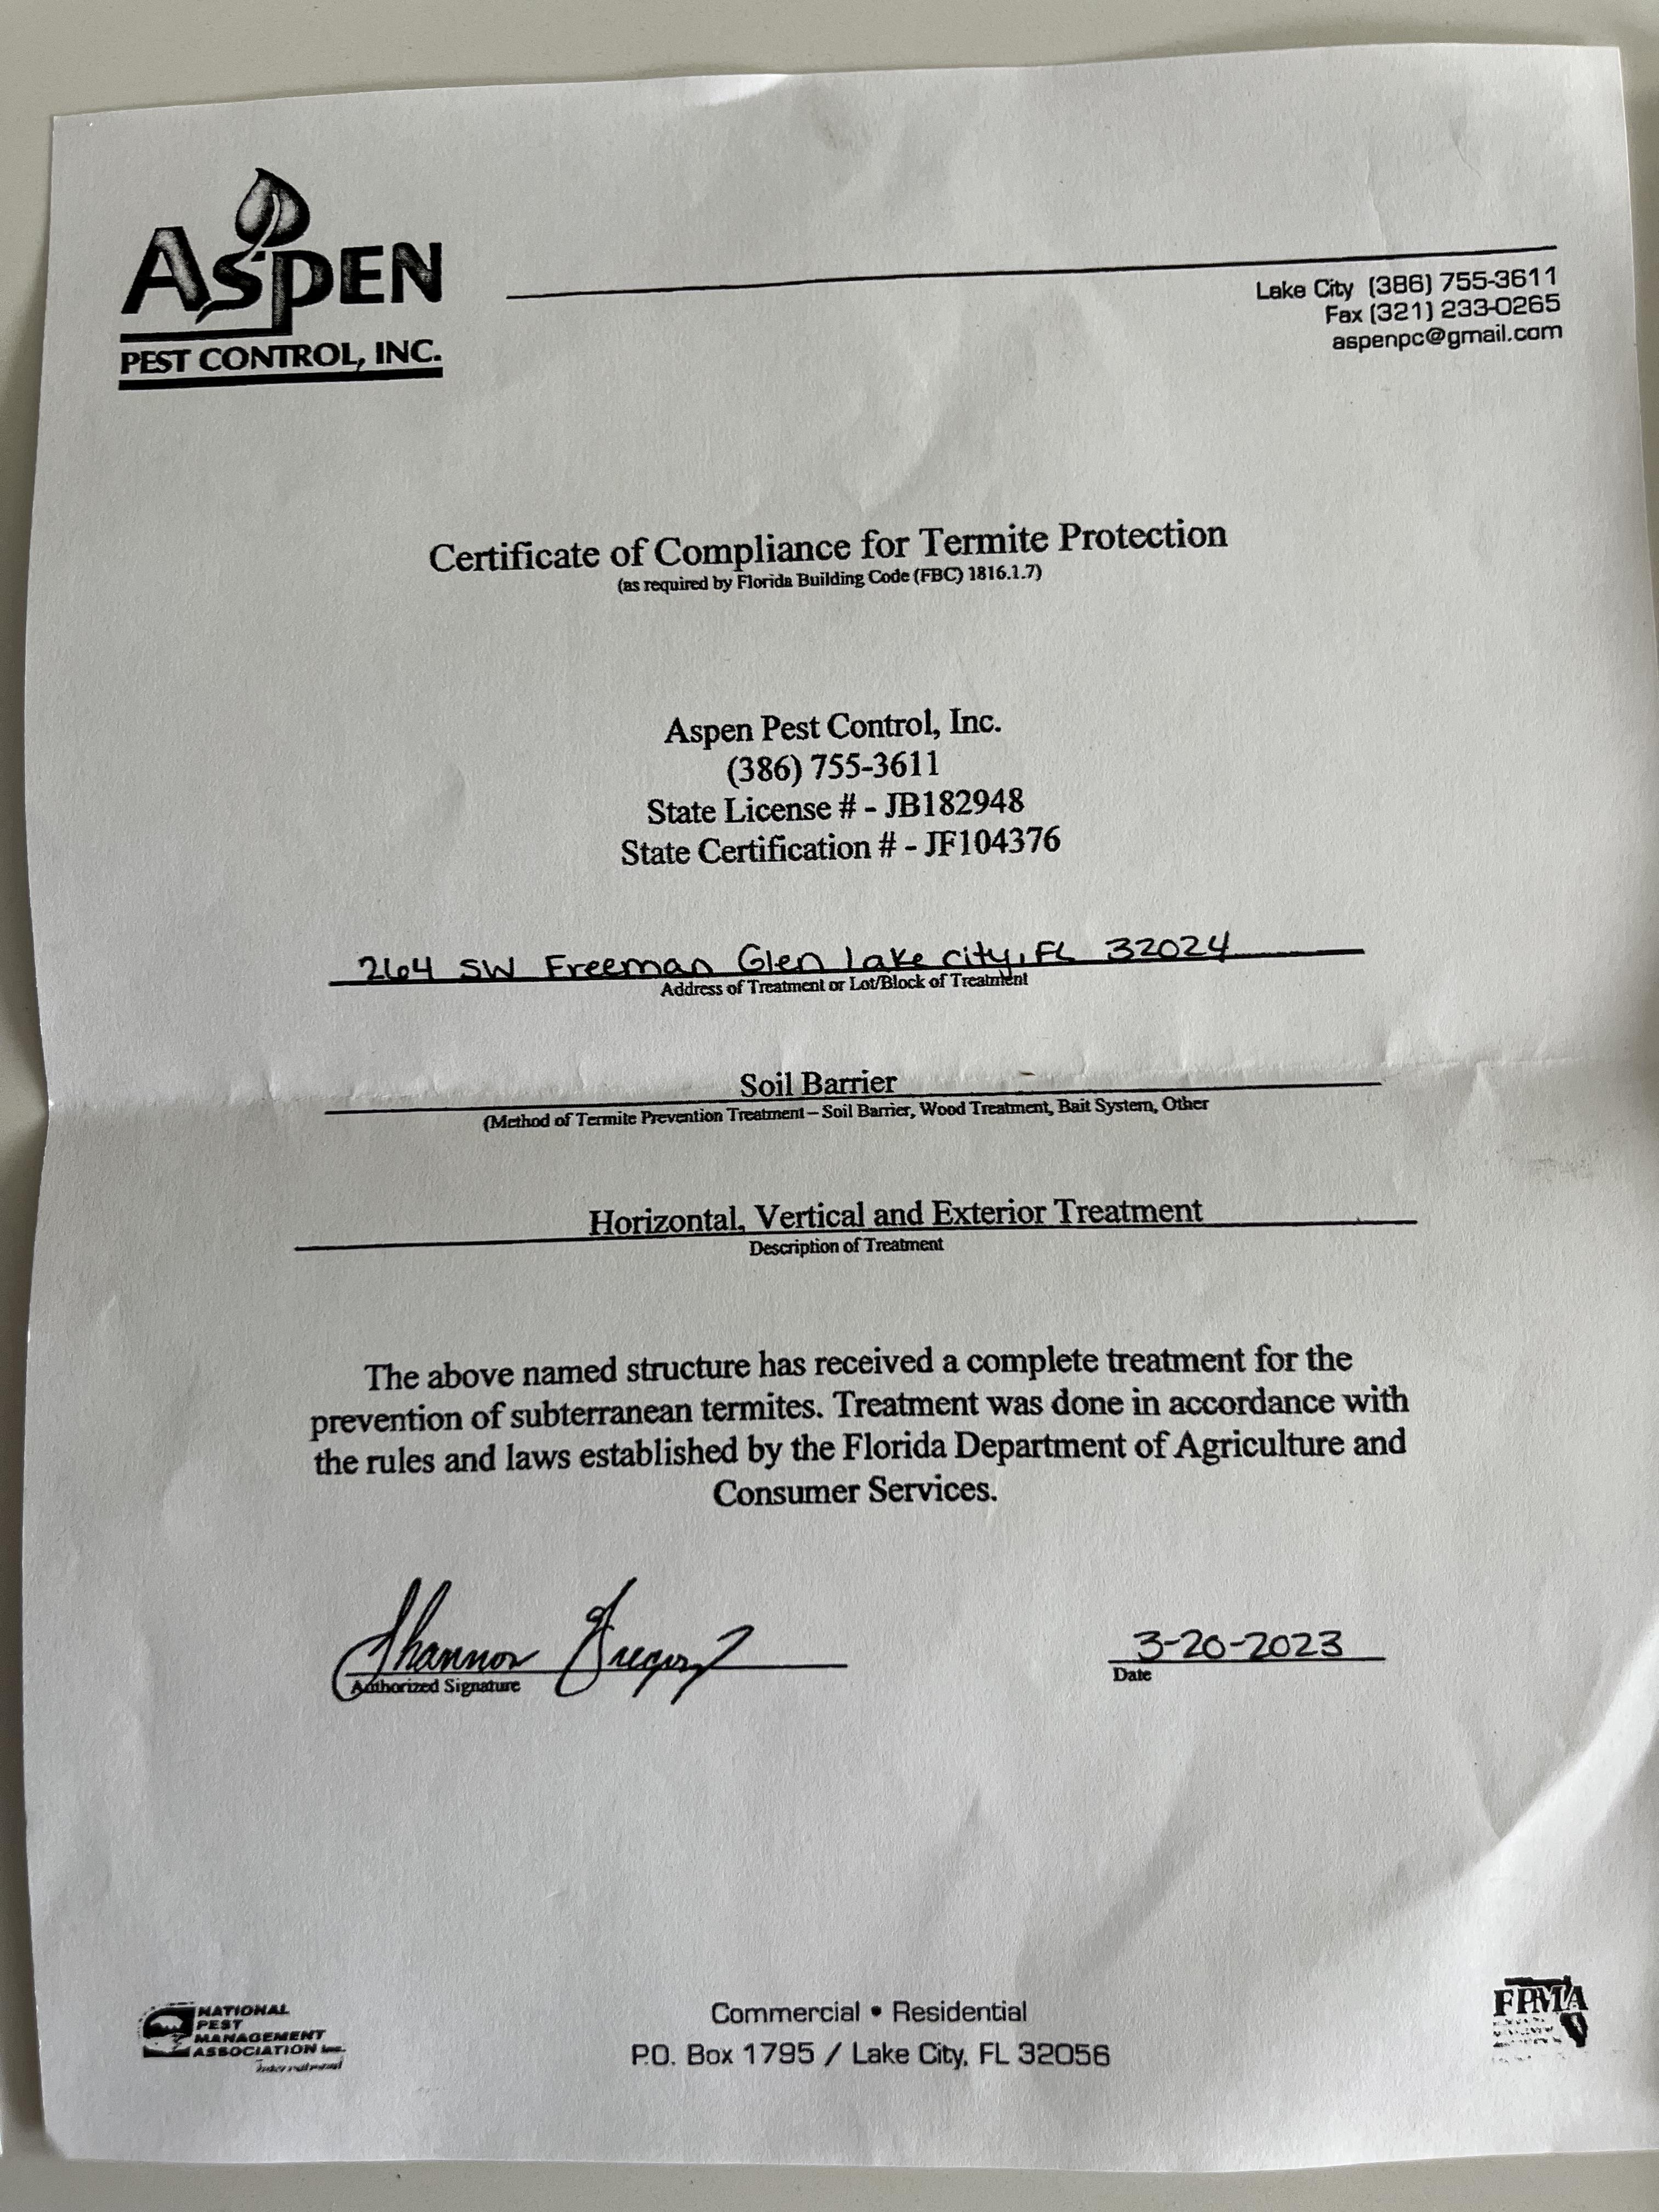 ASPEN
PEST CONTROL, INC.
Lake City (386) 755-3611
Fax (321) 233-0265
aspenpc@gmail.com
Certificate of Compliance for Termite Protection
(as required by Florida Building Code (FBC) 1816.1.7)
Aspen Pest Control, Inc.
(386) 755-3611
State License # - JB182948
State Certification # - JF104376
264 SW Freeman Glen lake city, FL 32024
Address of Treatment or Lot/Block of Treatment
Soil Barrier
(Method of Termite Prevention Treatment – Soil Barrier, Wood Treatment, Bait System, Other
Horizontal, Vertical and Exterior Treatment
Description of Treatment
The above named structure has received a complete treatment for the
prevention of subterranean termites. Treatment was done in accordance with
the rules and laws established by the Florida Department of Agriculture and
Consumer Services.
Shannon Gregory
Authorized Signature
3-20-2023
Date
NATIONAL
PEST
MANAGEMENT
ASSOCIATION Inc.
International
Commercial • Residential
P.O. Box 1795 / Lake City, FL 32056
FPMA